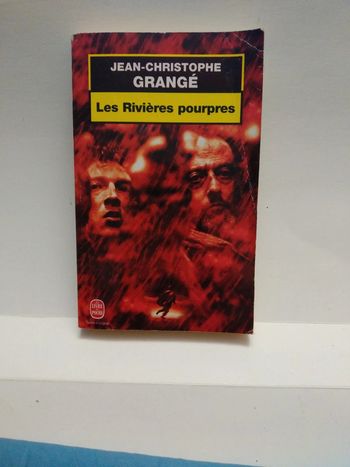 JEAN-CHRISTOPHE
GRANGÉ
Les Rivières pourpres
LE LIVRE
DE POCHE